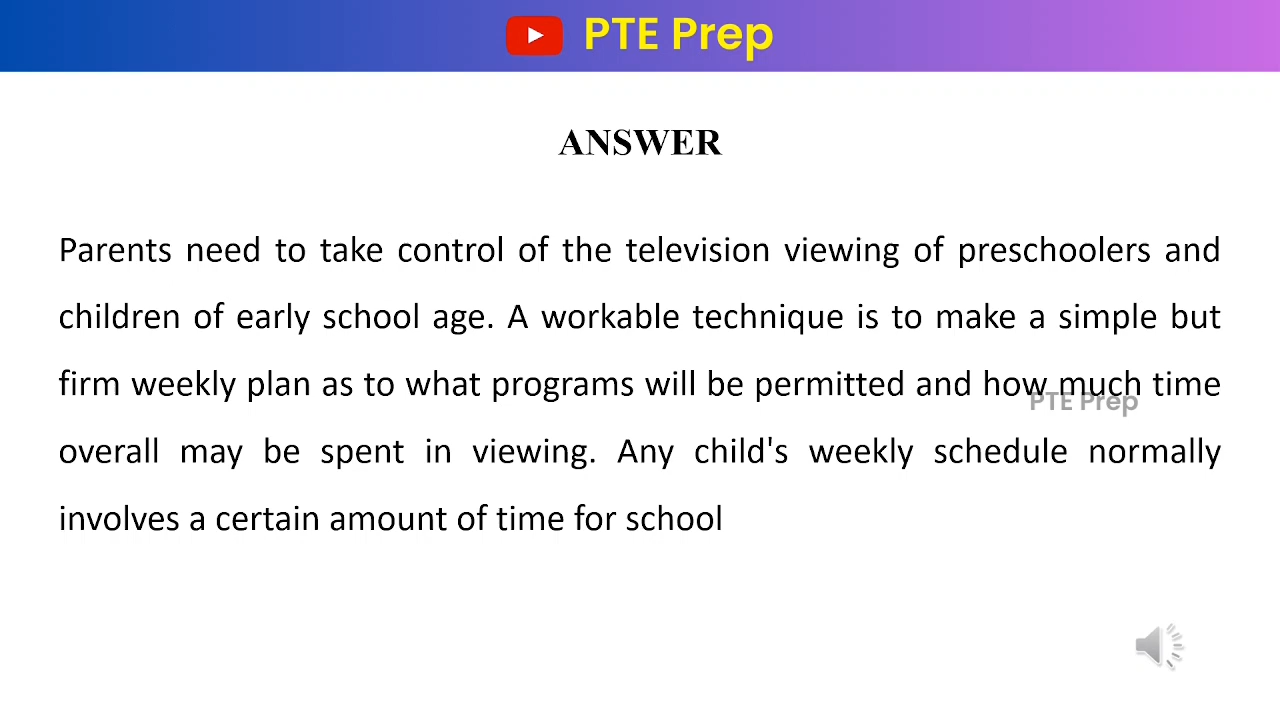 PTE Prep
ANSWER
Parents need to take control of the television viewing of preschoolers and
children of early school age. A workable technique is to make a simple but
firm weekly plan as to what programs will be permitted and how much time
PTE Prep
overall may be spent in viewing. Any child's weekly schedule normally
involves a certain amount of time for school